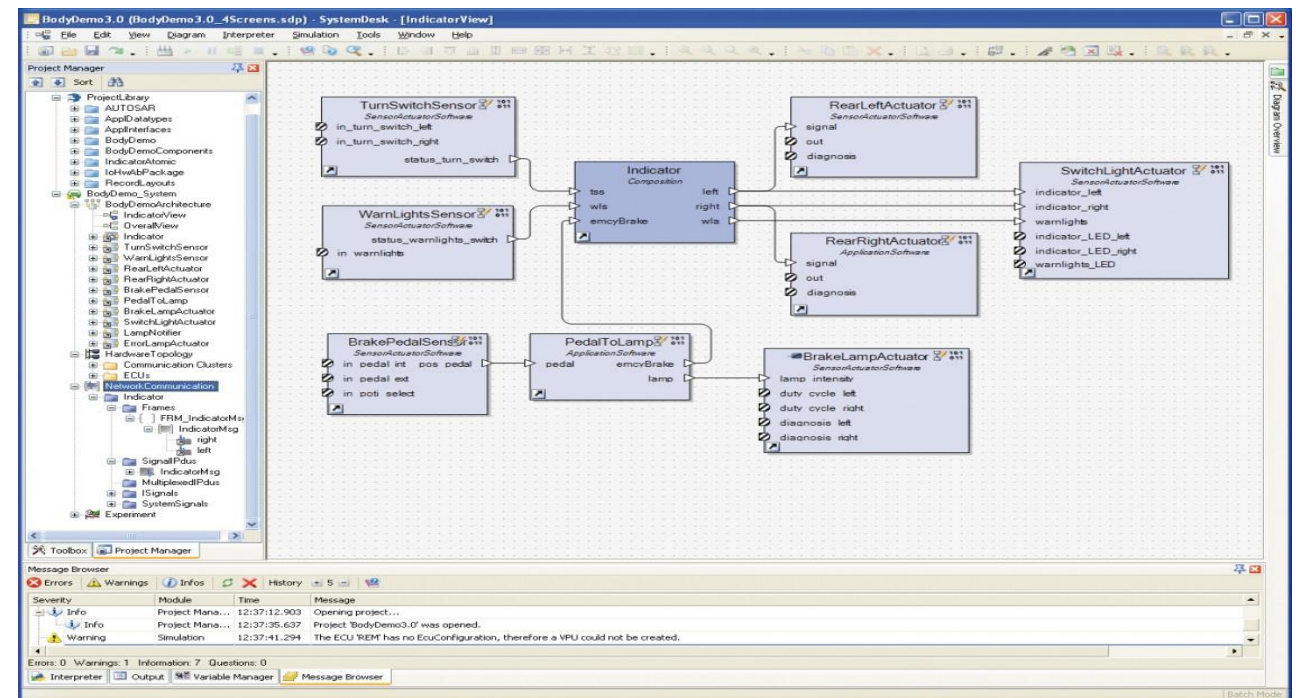 BodyDemo3.0 (BodyDemo3.0_4Screens.sdp) - SystemDesk - [IndicatorView]
File Edit View Diagram Interpreter Simulation Tools Window Help
Project Manager
Sort
ProjectLibrary
AUTOSAR
ApplDatatypes
ApplInterfaces
BodyDemo
BodyDemoComponents
IndicatorAtomic
IoHwAbPackage
RecordLayouts
BodyDemo_System
BodyDemoArchitecture
IndicatorView
OverallView
Indicator
TurnSwitchSensor
WarnLightsSensor
RearLeftActuator
RearRightActuator
BrakePedalSensor
PedalToLamp
BrakeLampActuator
SwitchLightActuator
LampNotifier
ErrorLampActuator
HardwareTopology
Communication Clusters
ECUs
NetworkCommunication
Indicator
Frames
FRM_IndicatorMs
IndicatorMsg
right
left
SignalIPdus
IndicatorMsg
MultiplexedIPdus
ISignals
SystemSignals
Experiment
Toolbox Project Manager
TurnSwitchSensor
SensorActuatorSoftware
in_turn_switch_left
in_turn_switch_right
status_turn_switch
WarnLightsSensor
SensorActuatorSoftware
status_warnlights_switch
in warnlights
BrakePedalSensor
SensorActuatorSoftware
in pedal int pos pedal
in pedal ext
in poti select
Indicator
Composition
tss left
wls right
emcyBrake wla
PedalToLamp
ApplicationSoftware
pedal emcyBrake
lamp
RearLeftActuator
SensorActuatorSoftware
signal
out
diagnosis
RearRightActuator
ApplicationSoftware
signal
out
diagnosis
BrakeLampActuator
SensorActuatorSoftware
lamp intensity
duty cycle left
duty cycle right
diagnosis left
diagnosis right
SwitchLightActuator
SensorActuatorSoftware
indicator_left
indicator_right
warnlights
indicator_LED_left
indicator_LED_right
warnlights_LED
Diagram Overview
Message Browser
Errors Warnings Infos History 5
Severity Module Time Message
Info Project Mana... 12:37:12.903 Opening project...
Info Project Mana... 12:37:35.637 Project 'BodyDemo3.0' was opened.
Warning Simulation 12:37:41.294 The ECU 'REM' has no EcuConfiguration, therefore a VPU could not be created.
Errors: 0 Warnings: 1 Information: 7 Questions: 0
Interpreter Output Variable Manager Message Browser
Batch Mode